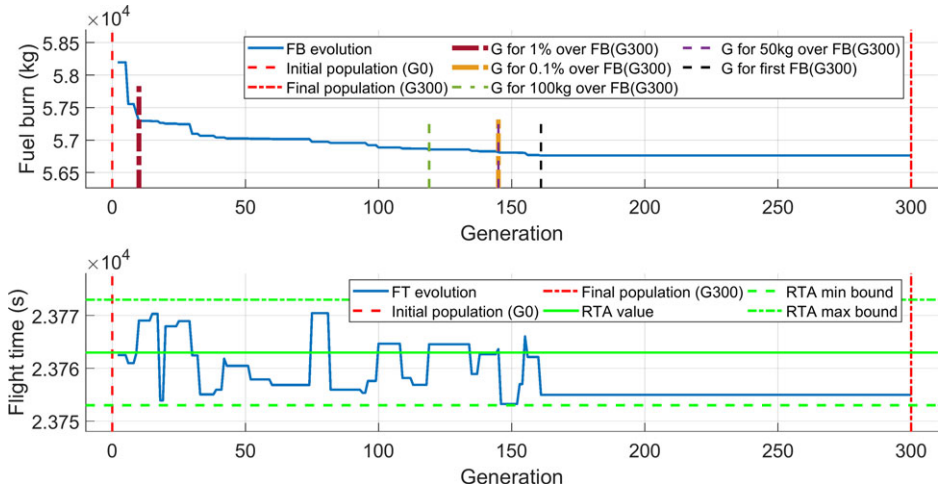 ×10⁴
5.85
5.8
5.75
5.7
5.65
Fuel burn (kg)
FB evolution
Initial population (G0)
Final population (G300)
G for 1% over FB(G300)
G for 0.1% over FB(G300)
G for 100kg over FB(G300)
G for 50kg over FB(G300)
G for first FB(G300)
0 50 100 150 200 250 300
Generation
×10⁴
2.377
2.376
2.375
Flight time (s)
FT evolution
Initial population (G0)
Final population (G300)
RTA value
RTA min bound
RTA max bound
0 50 100 150 200 250 300
Generation